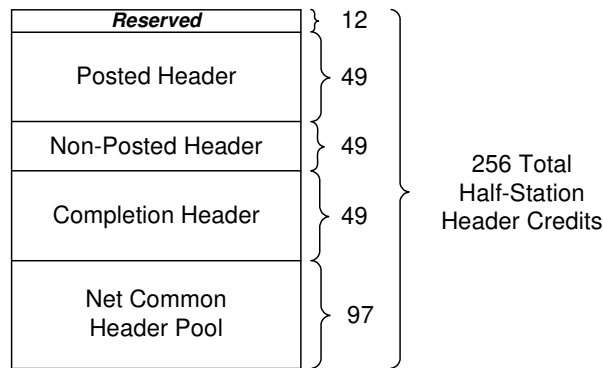 Reserved 12
Posted Header 49
Non-Posted Header 49
256 Total
Half-Station
Header Credits
Completion Header 49
Net Common
Header Pool
97